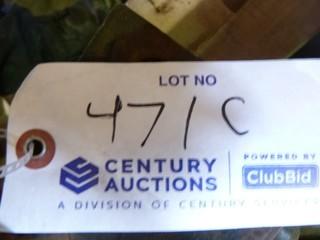 LOT NO
471C
CENTURY AUCTIONS
POWERED BY
ClubBid
A DIVISION OF CENTURY SERVICES